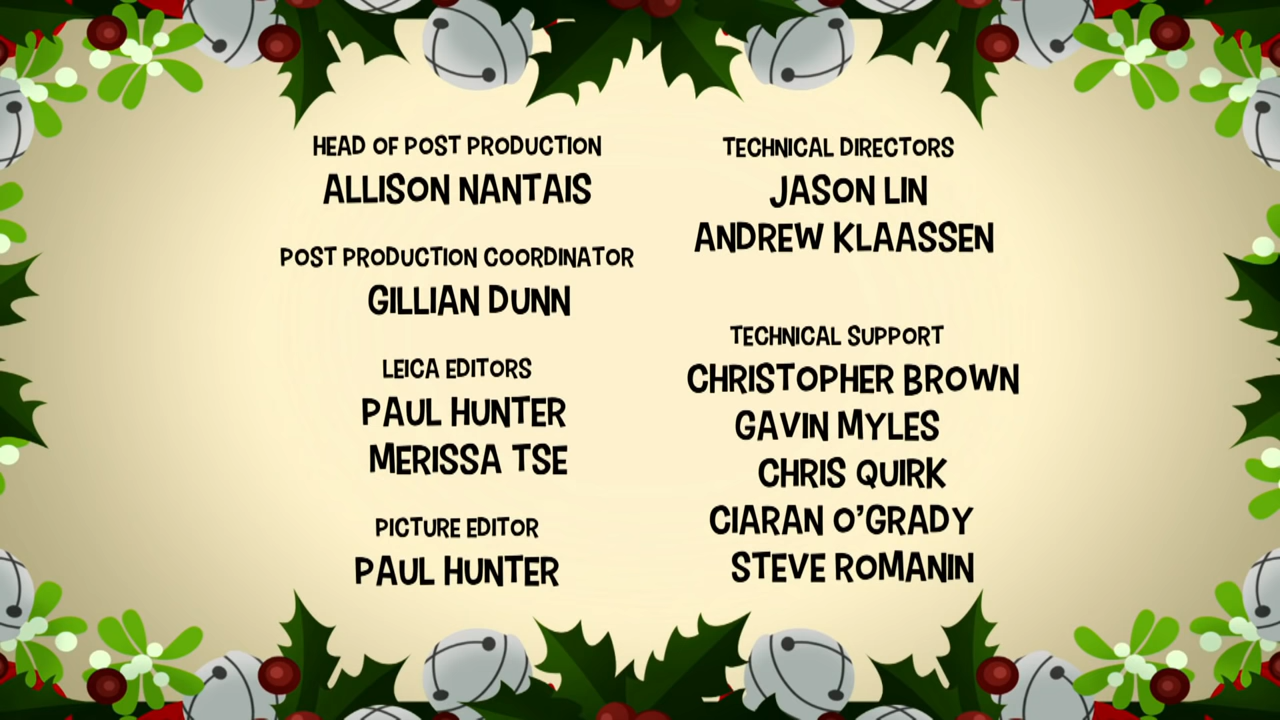 HEAD OF POST PRODUCTION
ALLISON NANTAIS
POST PRODUCTION COORDINATOR
GILLIAN DUNN
LEICA EDITORS
PAUL HUNTER
MERISSA TSE
PICTURE EDITOR
PAUL HUNTER
TECHNICAL DIRECTORS
JASON LIN
ANDREW KLAASSEN
TECHNICAL SUPPORT
CHRISTOPHER BROWN
GAVIN MYLES
CHRIS QUIRK
CIARAN O'GRADY
STEVE ROMANIN